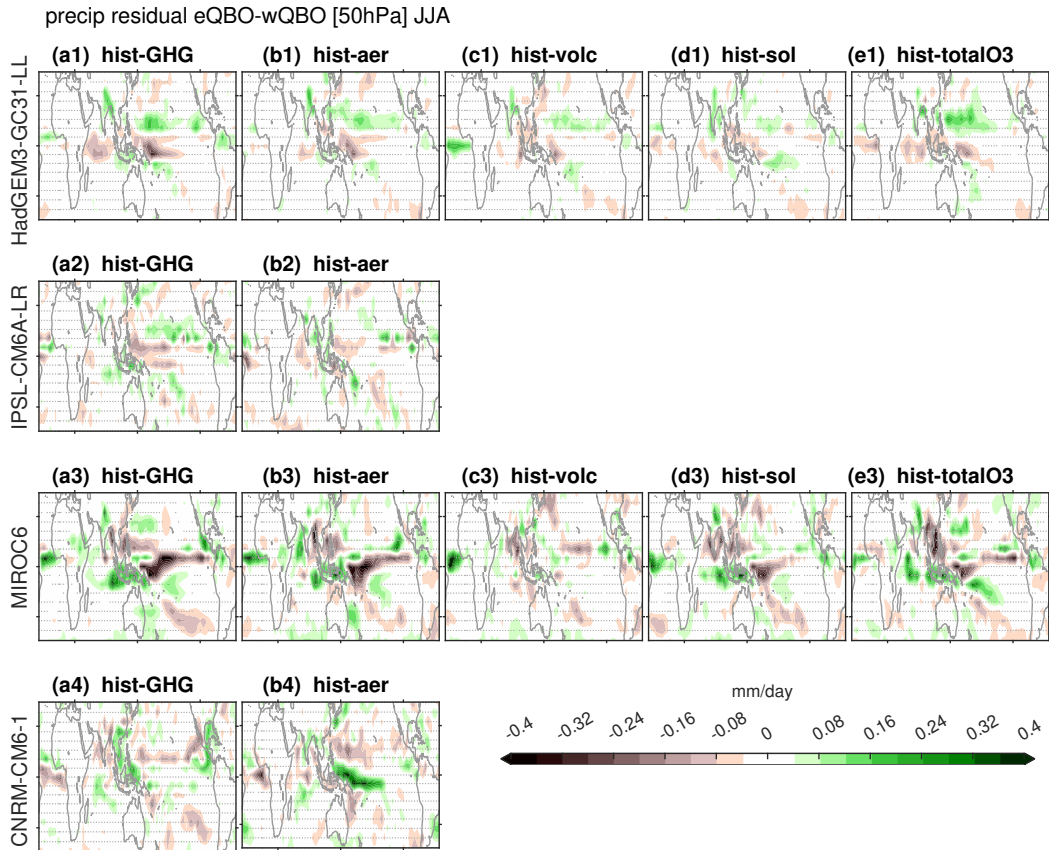 precip residual eQBO-wQBO [50hPa] JJA
(a1) hist-GHG (b1) hist-aer (c1) hist-volc (d1) hist-sol (e1) hist-totalO3
HadGEM3-GC31-LL
(a2) hist-GHG (b2) hist-aer
IPSL-CM6A-LR
(a3) hist-GHG (b3) hist-aer (c3) hist-volc (d3) hist-sol (e3) hist-totalO3
MIROC6
(a4) hist-GHG (b4) hist-aer
CNRM-CM6-1
mm/day
-0.4 -0.32 -0.24 -0.16 -0.08 0 0.08 0.16 0.24 0.32 0.4